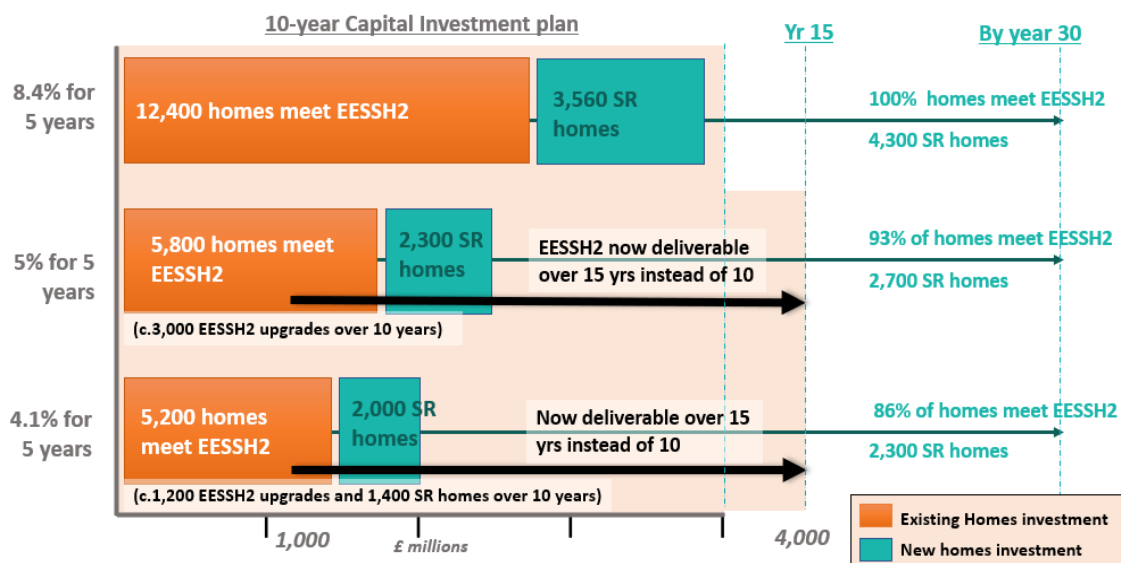 10-year Capital Investment plan
Yr 15
By year 30
8.4% for
5 years
12,400 homes meet EESSH2
3,560 SR
homes
100% homes meet EESSH2
4,300 SR homes
5% for 5
years
5,800 homes meet
EESSH2
2,300 SR
homes
EESSH2 now deliverable
over 15 yrs instead of 10
93% of homes meet EESSH2
2,700 SR homes
(c.3,000 EESSH2 upgrades over 10 years)
4.1% for
5 years
5,200 homes
meet EESSH2
2,000 SR
homes
Now deliverable over 15
yrs instead of 10
86% of homes meet EESSH2
2,300 SR homes
(c.1,200 EESSH2 upgrades and 1,400 SR homes over 10 years)
1,000
£ millions
4,000
Existing Homes investment
New homes investment